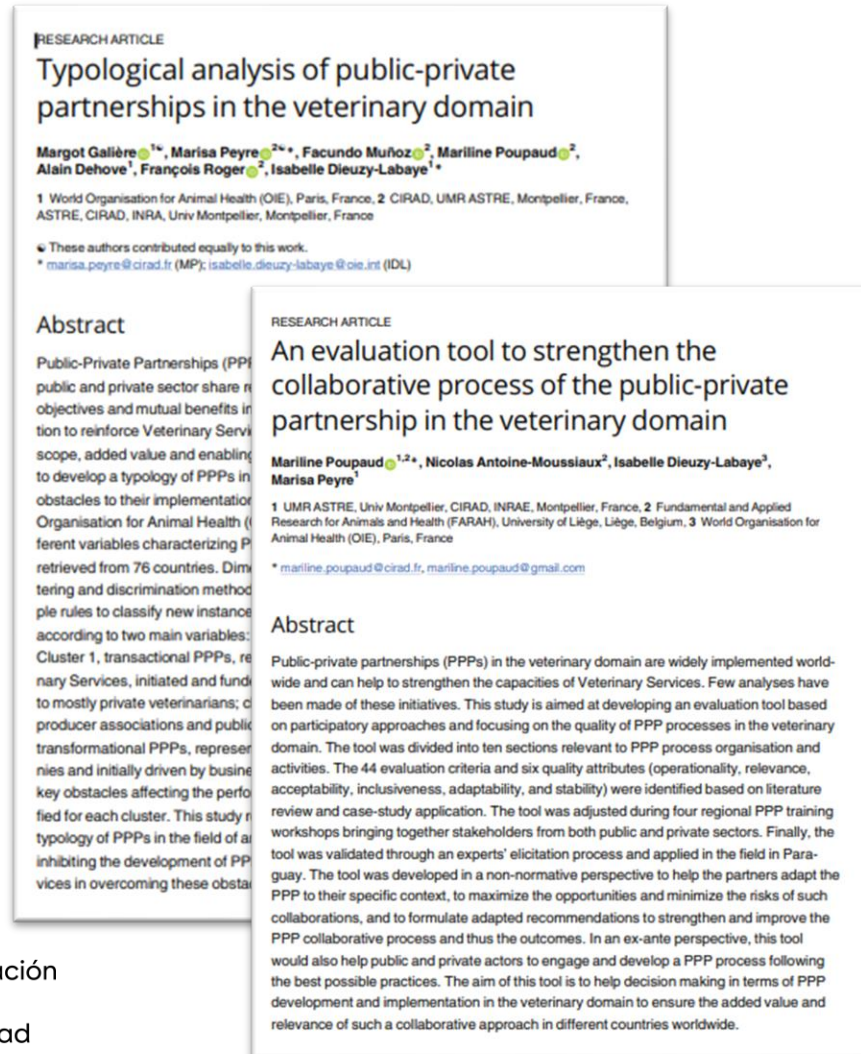 RESEARCH ARTICLE
Typological analysis of public-private
partnerships in the veterinary domain
Margot Galière 1☯, Marisa Peyre 2☯*, Facundo Muñoz 2, Mariline Poupaud 2,
Alain Dehove1, François Roger 2, Isabelle Dieuzy-Labaye1*
1 World Organisation for Animal Health (OIE), Paris, France, 2 CIRAD, UMR ASTRE, Montpellier, France,
ASTRE, CIRAD, INRA, Univ Montpellier, Montpellier, France
☯ These authors contributed equally to this work.
* marisa.peyre@cirad.fr (MP); isabelle.dieuzy-labaye@oie.int (IDL)
Abstract
Public-Private Partnerships (PPP
public and private sector share
objectives and mutual benefits
tion to reinforce Veterinary
scope, added value and enabling
to develop a typology of PPPs in
obstacles to their implementation
Organisation for Animal Health
ferent variables characterizing
retrieved from 76 countries.
tering and discrimination method
ple rules to classify new instance
according to two main variables:
Cluster 1, transactional PPPs,
nary Services, initiated and
to mostly private veterinarians;
producer associations and public
transformational PPPs,
nies and initially driven by
key obstacles affecting the
fied for each cluster. This study
typology of PPPs in the field of
inhibiting the development of
vices in overcoming these
RESEARCH ARTICLE
An evaluation tool to strengthen the
collaborative process of the public-private
partnership in the veterinary domain
Mariline Poupaud 1,2*, Nicolas Antoine-Moussiaux2, Isabelle Dieuzy-Labaye3,
Marisa Peyre1
1 UMR ASTRE, Univ Montpellier, CIRAD, INRAE, Montpellier, France, 2 Fundamental and Applied
Research for Animals and Health (FARAH), University of Liège, Liège, Belgium, 3 World Organisation for
Animal Health (OIE), Paris, France
* mariline.poupaud@cirad.fr, mariline.poupaud@gmail.com
Abstract
Public-private partnerships (PPPs) in the veterinary domain are widely implemented world-
wide and can help to strengthen the capacities of Veterinary Services. Few analyses have
been made of these initiatives. This study is aimed at developing an evaluation tool based
on participatory approaches and focusing on the quality of PPP processes in the veterinary
domain. The tool was divided into ten sections relevant to PPP process organisation and
activities. The 44 evaluation criteria and six quality attributes (operationality, relevance,
acceptability, inclusiveness, adaptability, and stability) were identified based on literature
review and case-study application. The tool was adjusted during four regional PPP training
workshops bringing together stakeholders from both public and private sectors. Finally, the
tool was validated through an experts' elicitation process and applied in the field in Para-
guay. The tool was developed in a non-normative perspective to help the partners adapt the
PPP to their specific context, to maximize the opportunities and minimize the risks of such
collaborations, and to formulate adapted recommendations to strengthen and improve the
PPP collaborative process and thus the outcomes. In an ex-ante perspective, this tool
would also help public and private actors to engage and develop a PPP process following
the best possible practices. The aim of this tool is to help decision making in terms of PPP
development and implementation in the veterinary domain to ensure the added value and
relevance of such a collaborative approach in different countries worldwide.